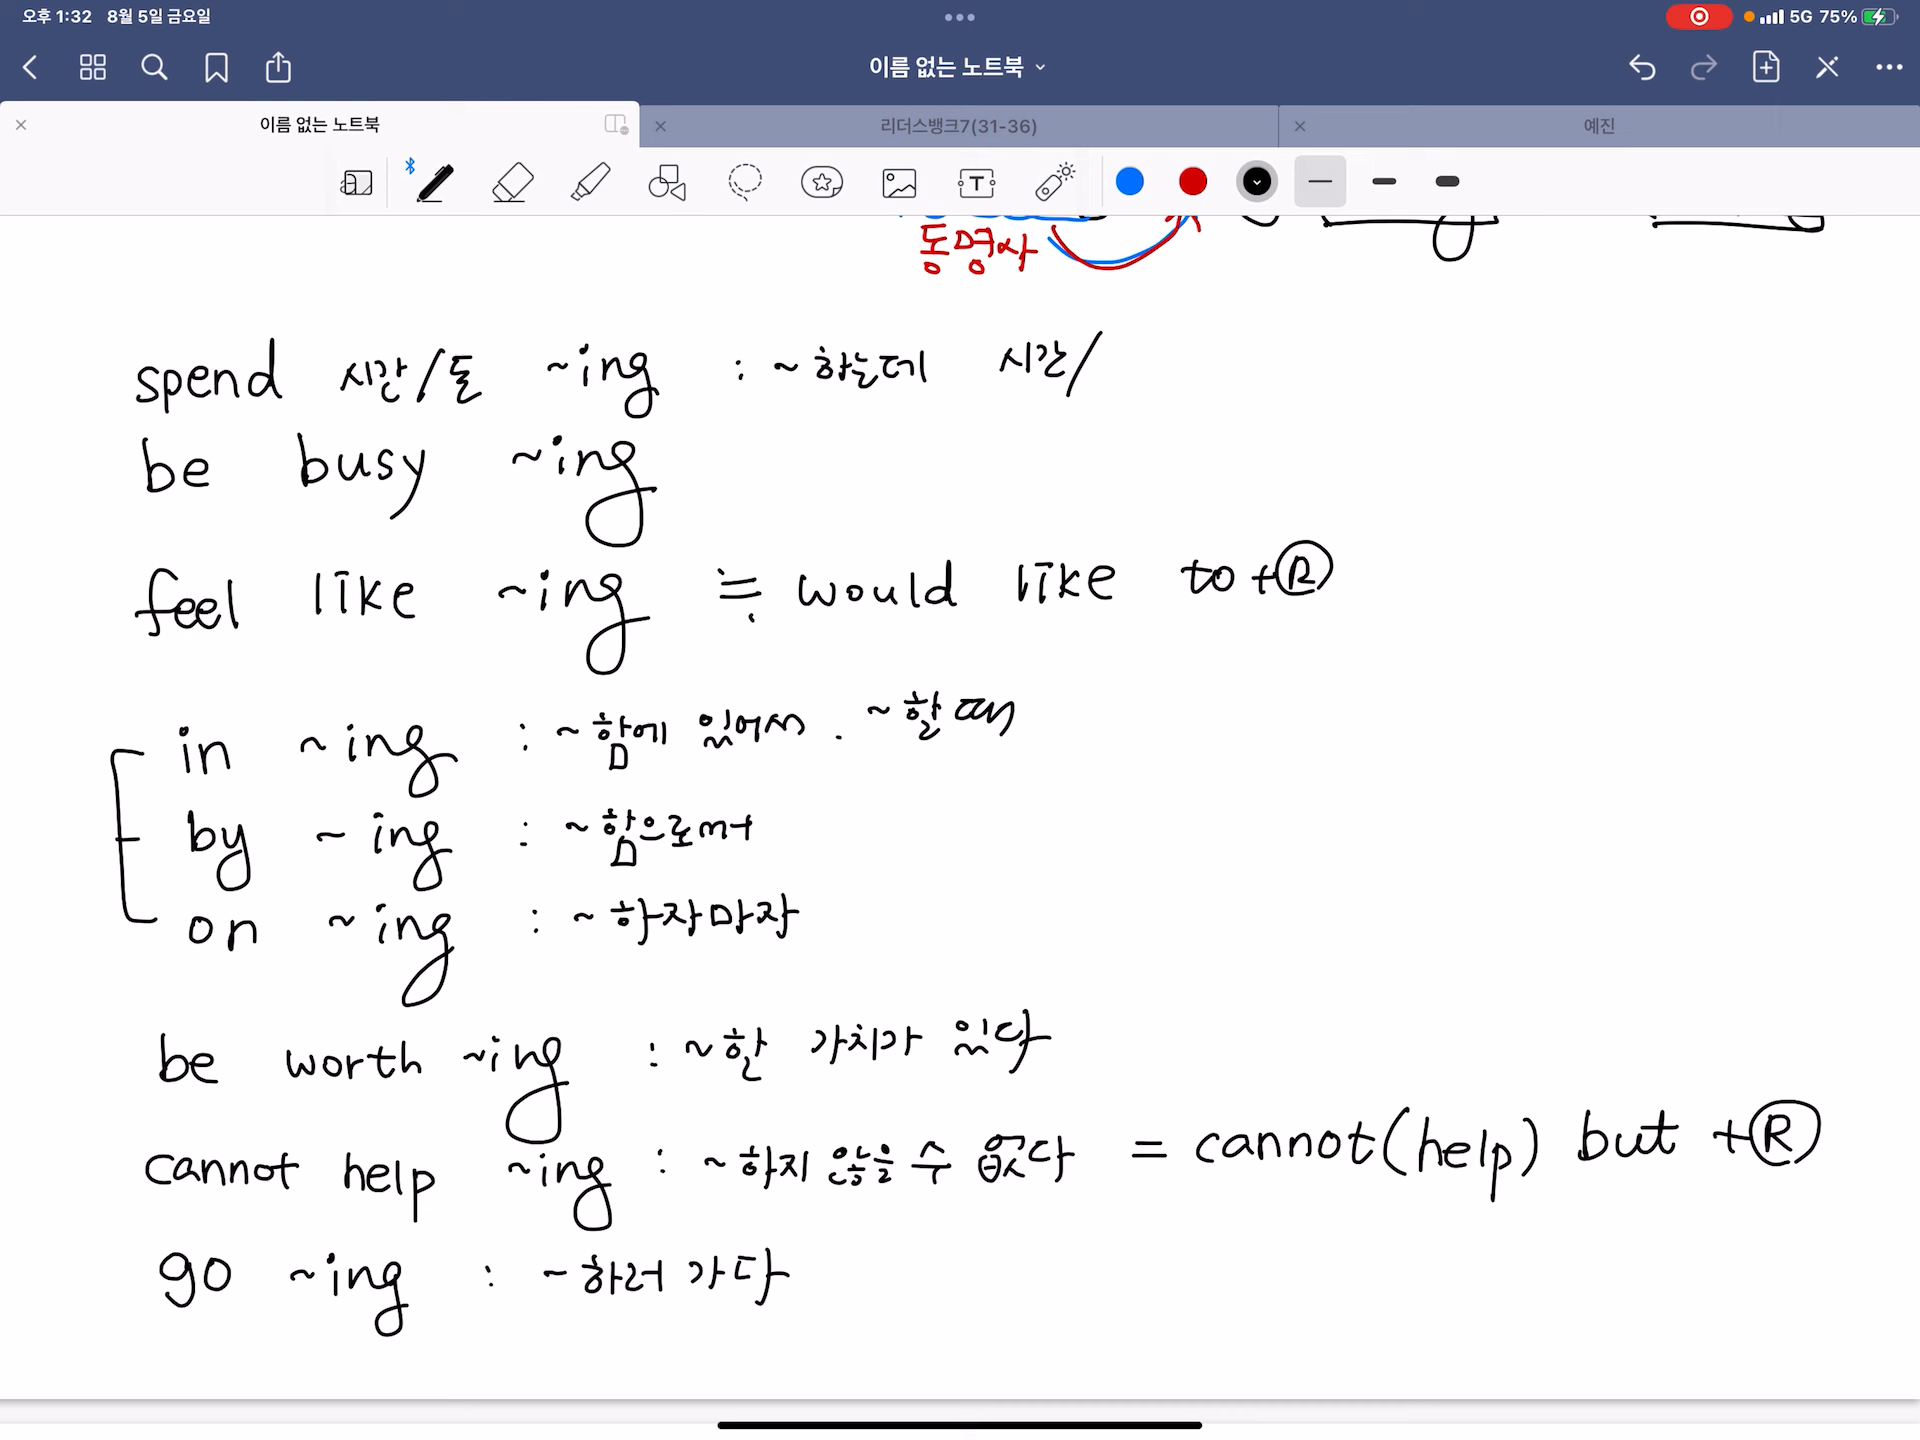 오후 1:32 8월 5일 금요일
5G 75%
이름 없는 노트북
이름 없는 노트북
리더스뱅크7(31-36)
예진
동명사
spend 시간/돈 ~ing : ~하는데 시간/
be busy ~ing
feel like ~ing ≒ would like to +Ⓡ
in ~ing : ~함에 있어서. ~할 때
by ~ing : ~함으로써
on ~ing : ~하자마자
be worth ~ing : ~할 가치가 있다
cannot help ~ing : ~하지 않을 수 없다 = cannot(help) but +Ⓡ
go ~ing : ~하러 가다